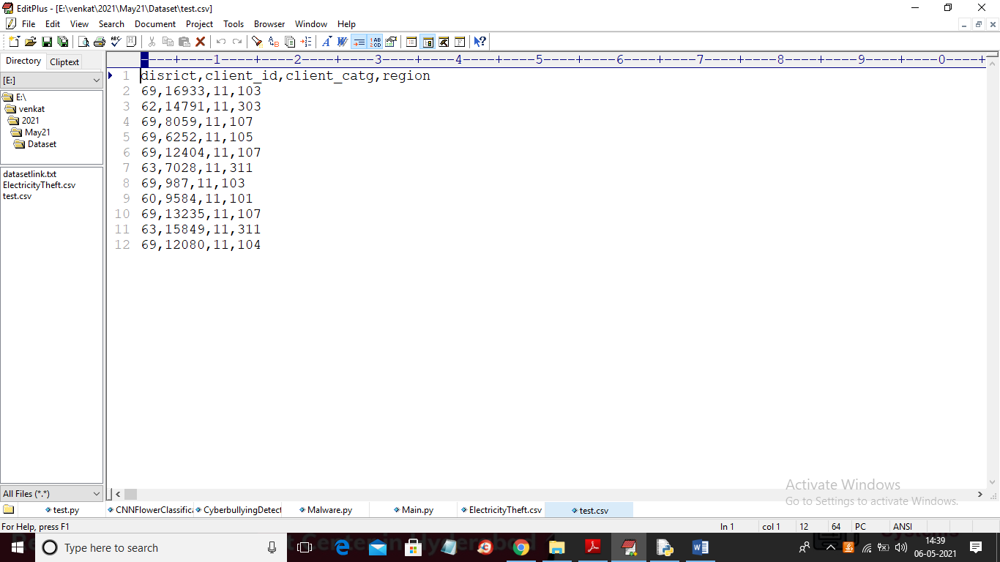 EditPlus - [E:\venkat\2021\May21\Dataset\test.csv]
File Edit View Search Document Project Tools Browser Window Help
Directory Cliptext
[E:]
E:\
venkat
2021
May21
Dataset
datasetlink.txt
ElectricityTheft.csv
test.csv
All Files (*.*)
----+----1----+----2----+----3----+----4----+----5----+----6----+----7----+----8----+----9----+----0----+
1 disrict,client_id,client_catg,region
2 69,16933,11,103
3 62,14791,11,303
4 69,8059,11,107
5 69,6252,11,105
6 69,12404,11,107
7 63,7028,11,311
8 69,987,11,103
9 60,9584,11,101
10 69,13235,11,107
11 63,15849,11,311
12 69,12080,11,104
Activate Windows
Go to Settings to activate Windows.
test.py CNNFlowerClassific CyberbullyingDetect Malware.py Main.py ElectricityTheft.csv test.csv
For Help, press F1 ln 1 col 1 12 64 PC ANSI
Type here to search
14:39
06-05-2021